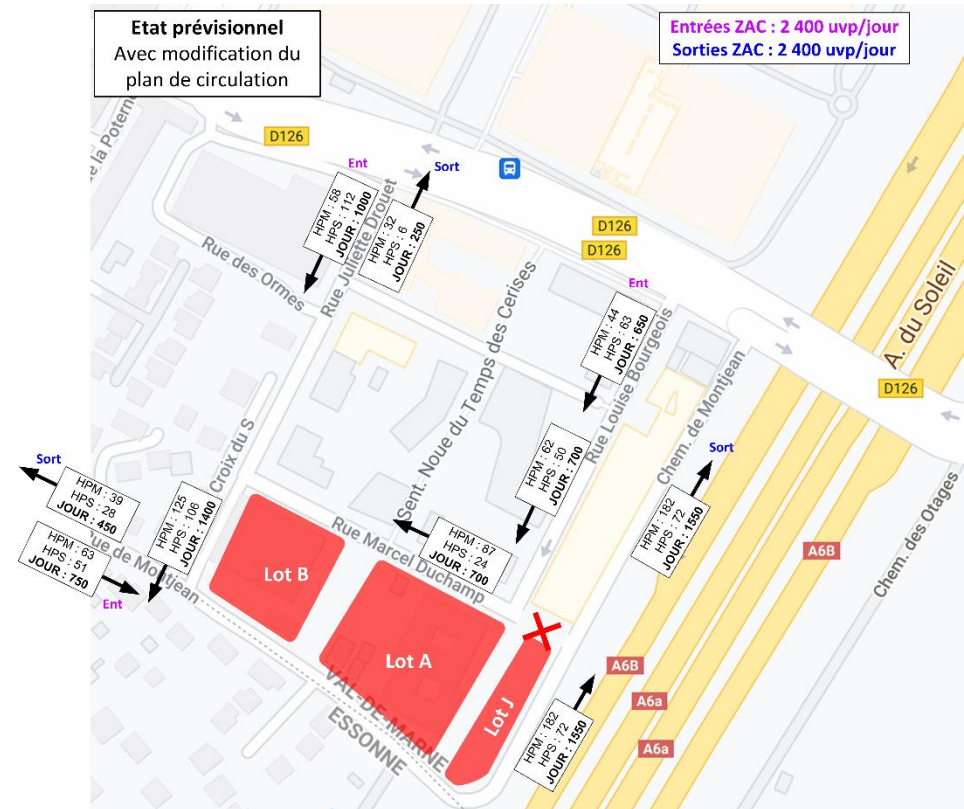 Etat prévisionnel
Avec modification du
plan de circulation
Entrées ZAC : 2 400 uvp/jour
Sorties ZAC : 2 400 uvp/jour
de la Poterne
D126
Ent
Sort
HPM : 58
HPS : 112
JOUR : 1000
HPM : 32
HPS : 6
JOUR : 250
Rue Juliette Drouet
Rue des Ormes
D126
D126
Ent
HPM : 44
HPS : 63
JOUR : 650
Rue Louise Bourgeois
Sent. Noue du Temps des Cerises
Chem. de Montjean
A. du Soleil
D126
Sort
HPM : 39
HPS : 28
JOUR : 450
HPM : 63
HPS : 51
JOUR : 750
Ent
Rue de Montjean
HPM : 125
HPS : 106
JOUR : 1400
Croix du S
HPM : 62
HPS : 50
JOUR : 700
HPM : 87
HPS : 24
JOUR : 700
Rue Marcel Duchamp
Sort
HPM : 182
HPS : 72
JOUR : 1550
A6B
Chem. des Otages
Lot B
Lot A
Lot J
VAL-DE-MARNE
ESSONNE
HPM : 182
HPS : 72
JOUR : 1550
A6B
A6a
A6a